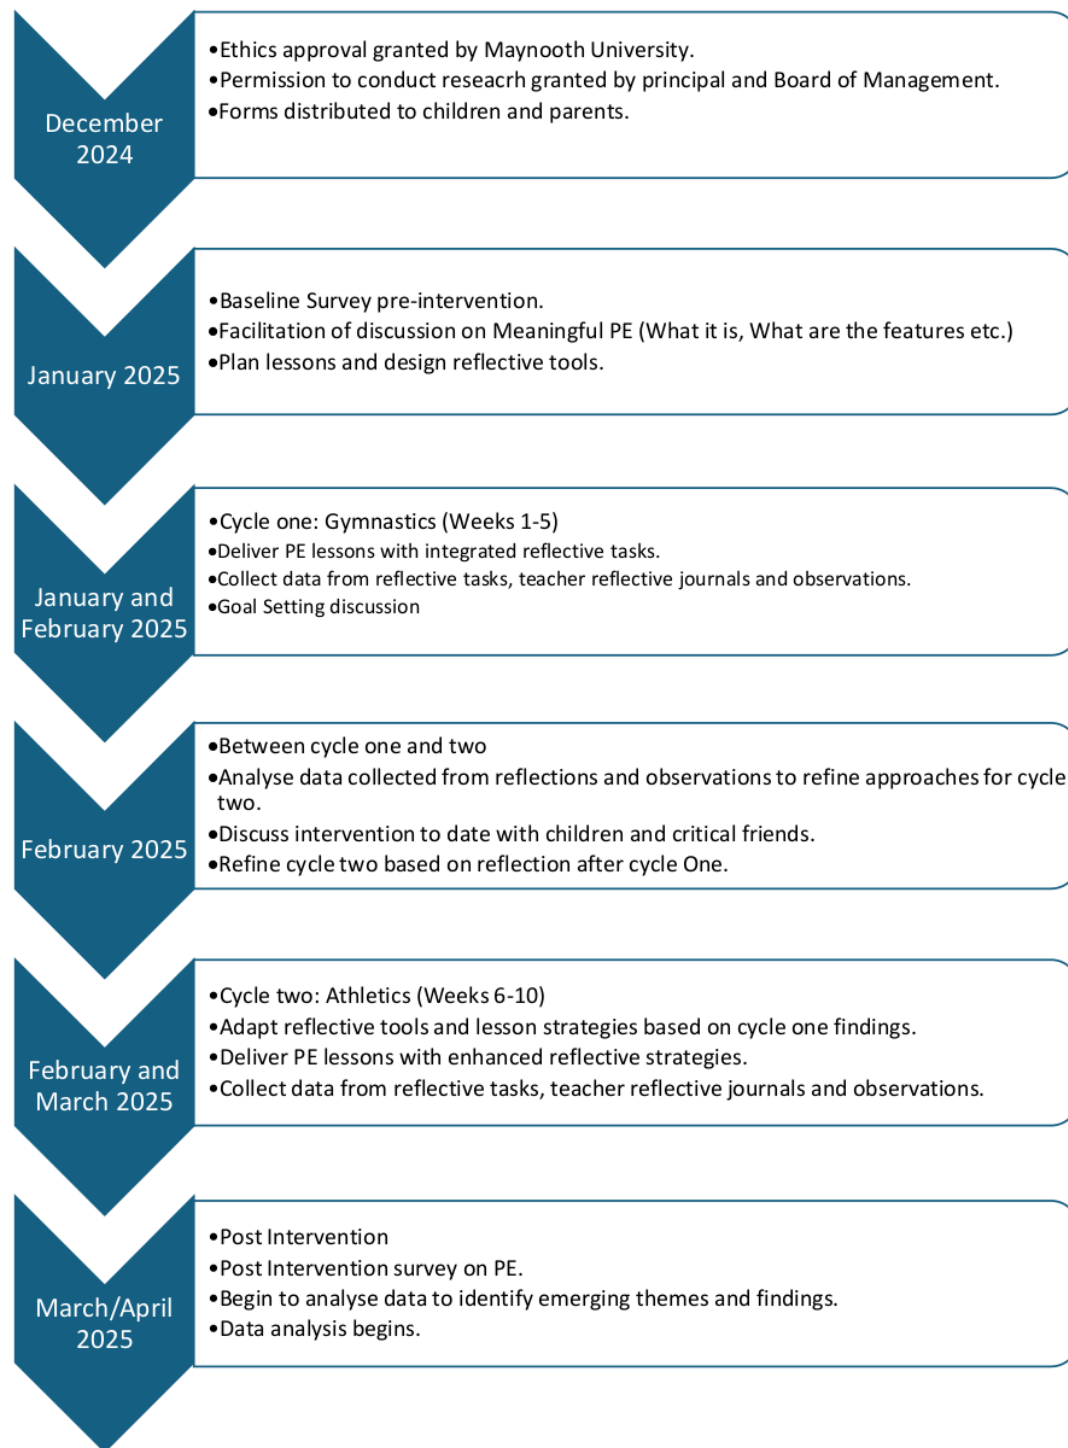 December
2024
•Ethics approval granted by Maynooth University.
•Permission to conduct reseacrh granted by principal and Board of Management.
•Forms distributed to children and parents.
January 2025
•Baseline Survey pre-intervention.
•Facilitation of discussion on Meaningful PE (What it is, What are the features etc.)
•Plan lessons and design reflective tools.
January and
February 2025
•Cycle one: Gymnastics (Weeks 1-5)
•Deliver PE lessons with integrated reflective tasks.
•Collect data from reflective tasks, teacher reflective journals and observations.
•Goal Setting discussion
February 2025
•Between cycle one and two
•Analyse data collected from reflections and observations to refine approaches for cycle
two.
•Discuss intervention to date with children and critical friends.
•Refine cycle two based on reflection after cycle One.
February and
March 2025
•Cycle two: Athletics (Weeks 6-10)
•Adapt reflective tools and lesson strategies based on cycle one findings.
•Deliver PE lessons with enhanced reflective strategies.
•Collect data from reflective tasks, teacher reflective journals and observations.
March/April
2025
•Post Intervention
•Post Intervention survey on PE.
•Begin to analyse data to identify emerging themes and findings.
•Data analysis begins.